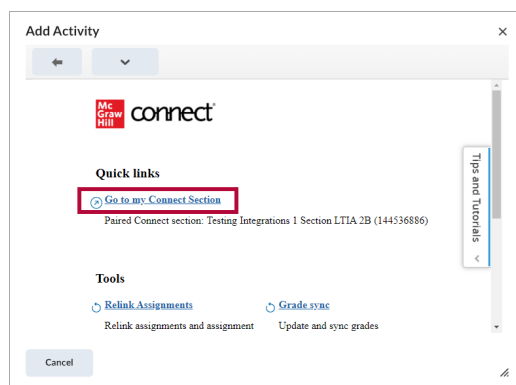 Add Activity
Mc
Graw
Hill
connect
Quick links
Go to my Connect Section
Paired Connect section: Testing Integrations 1 Section LTIA 2B (144536886)
Tips and Tutorials
Tools
Relink Assignments
Grade sync
Relink assignments and assignment
Update and sync grades
Cancel